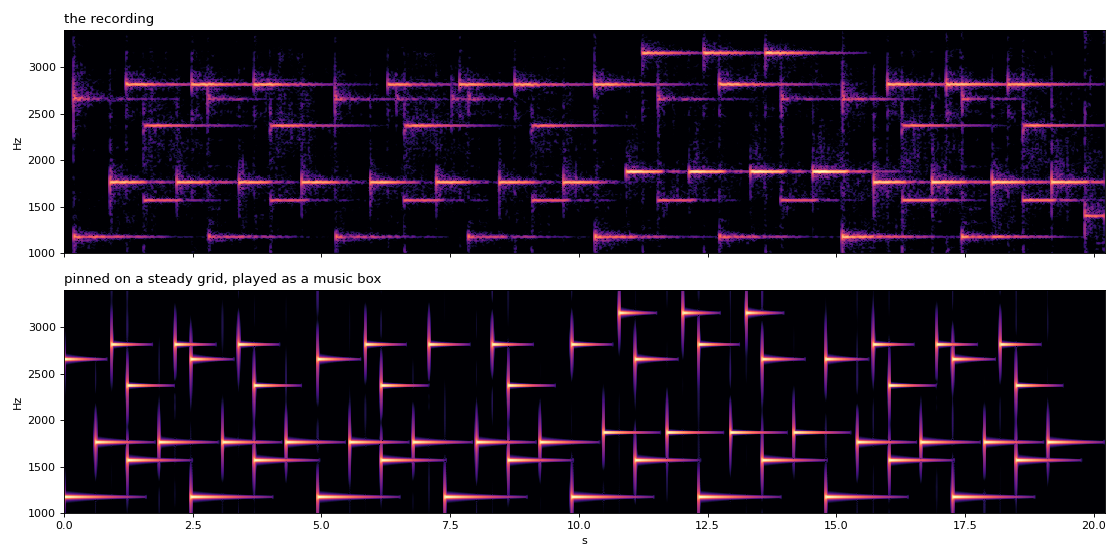 the recording
3000
2500
2000
1500
1000
Hz
pinned on a steady grid, played as a music box
3000
2500
2000
1500
1000
Hz
0.0 2.5 5.0 7.5 10.0 12.5 15.0 17.5 20.0
s